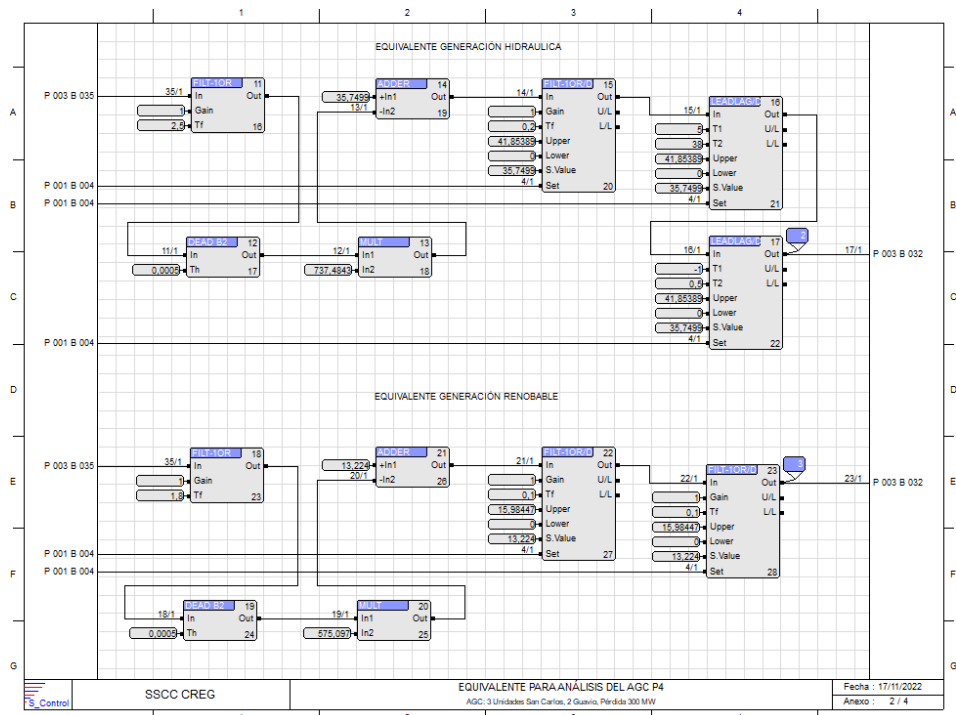 1 2 3 4
EQUIVALENTE GENERACIÓN HIDRAULICA
A
P 003 B 035
35/1
FILT-1OR 11
In Out
1 Gain
2,5 Tf 16
ADDER 14
35,7499 +In1 Out
13/1 -In2 19
14/1
FILT-1OR/D 15
In Out
1 Gain U/L
0,2 Tf L/L
41,85389 Upper
0 Lower
35,7499 S.Value
4/1 Set 20
15/1
LEADLAG/D 16
In Out
5 T1 U/L
38 T2 L/L
41,85389 Upper
0 Lower
35,7499 S.Value
4/1 Set 21
A
P 001 B 004
P 001 B 004
B
B
11/1
DEAD B2 12
In Out
0,0005 Th 17
12/1
MULT 13
In1 Out
737,4843 In2 18
16/1
LEADLAG/D 17
In Out
-1 T1 U/L
0,5 T2 L/L
41,85389 Upper
0 Lower
35,7499 S.Value
4/1 Set 22
2
17/1
P 003 B 032
C
C
P 001 B 004
D
D
EQUIVALENTE GENERACIÓN RENOBABLE
P 003 B 035
35/1
FILT-1OR 18
In Out
1 Gain
1,8 Tf 23
ADDER 21
13,224 +In1 Out
20/1 -In2 26
21/1
FILT-1OR/D 22
In Out
1 Gain U/L
0,1 Tf L/L
15,98447 Upper
0 Lower
13,224 S.Value
4/1 Set 27
22/1
FILT-1OR/D 23
In Out
1 Gain U/L
0,1 Tf L/L
15,98447 Upper
0 Lower
13,224 S.Value
4/1 Set 28
3
23/1
P 003 B 032
E
E
P 001 B 004
P 001 B 004
F
F
18/1
DEAD B2 19
In Out
0,0005 Th 24
19/1
MULT 20
In1 Out
575,097 In2 25
G
G
S_Control
SSCC CREG
EQUIVALENTE PARA ANÁLISIS DEL AGC P4
AGC: 3 Unidades San Carlos, 2 Guavio, Pérdida 300 MW
Fecha : 17/11/2022
Anexo : 2 / 4